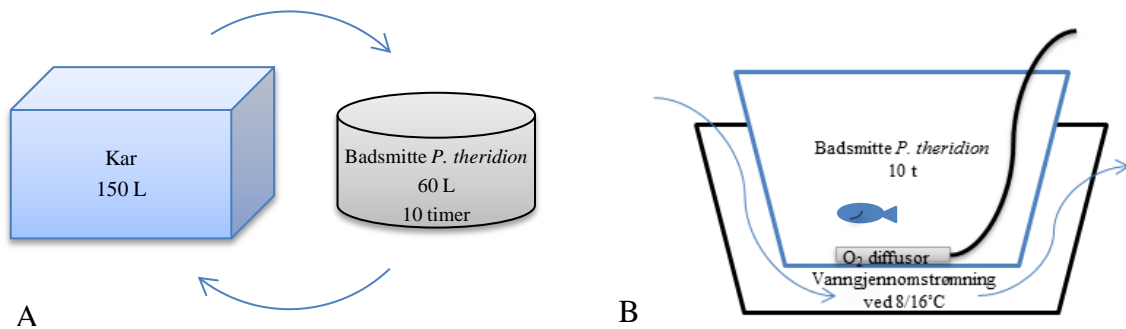 Kar
150 L
Badsmitte P. theridion
60 L
10 timer
A
Badsmitte P. theridion
10 t
O₂ diffusor
Vanngjennomstrømning
ved 8/16°C
B